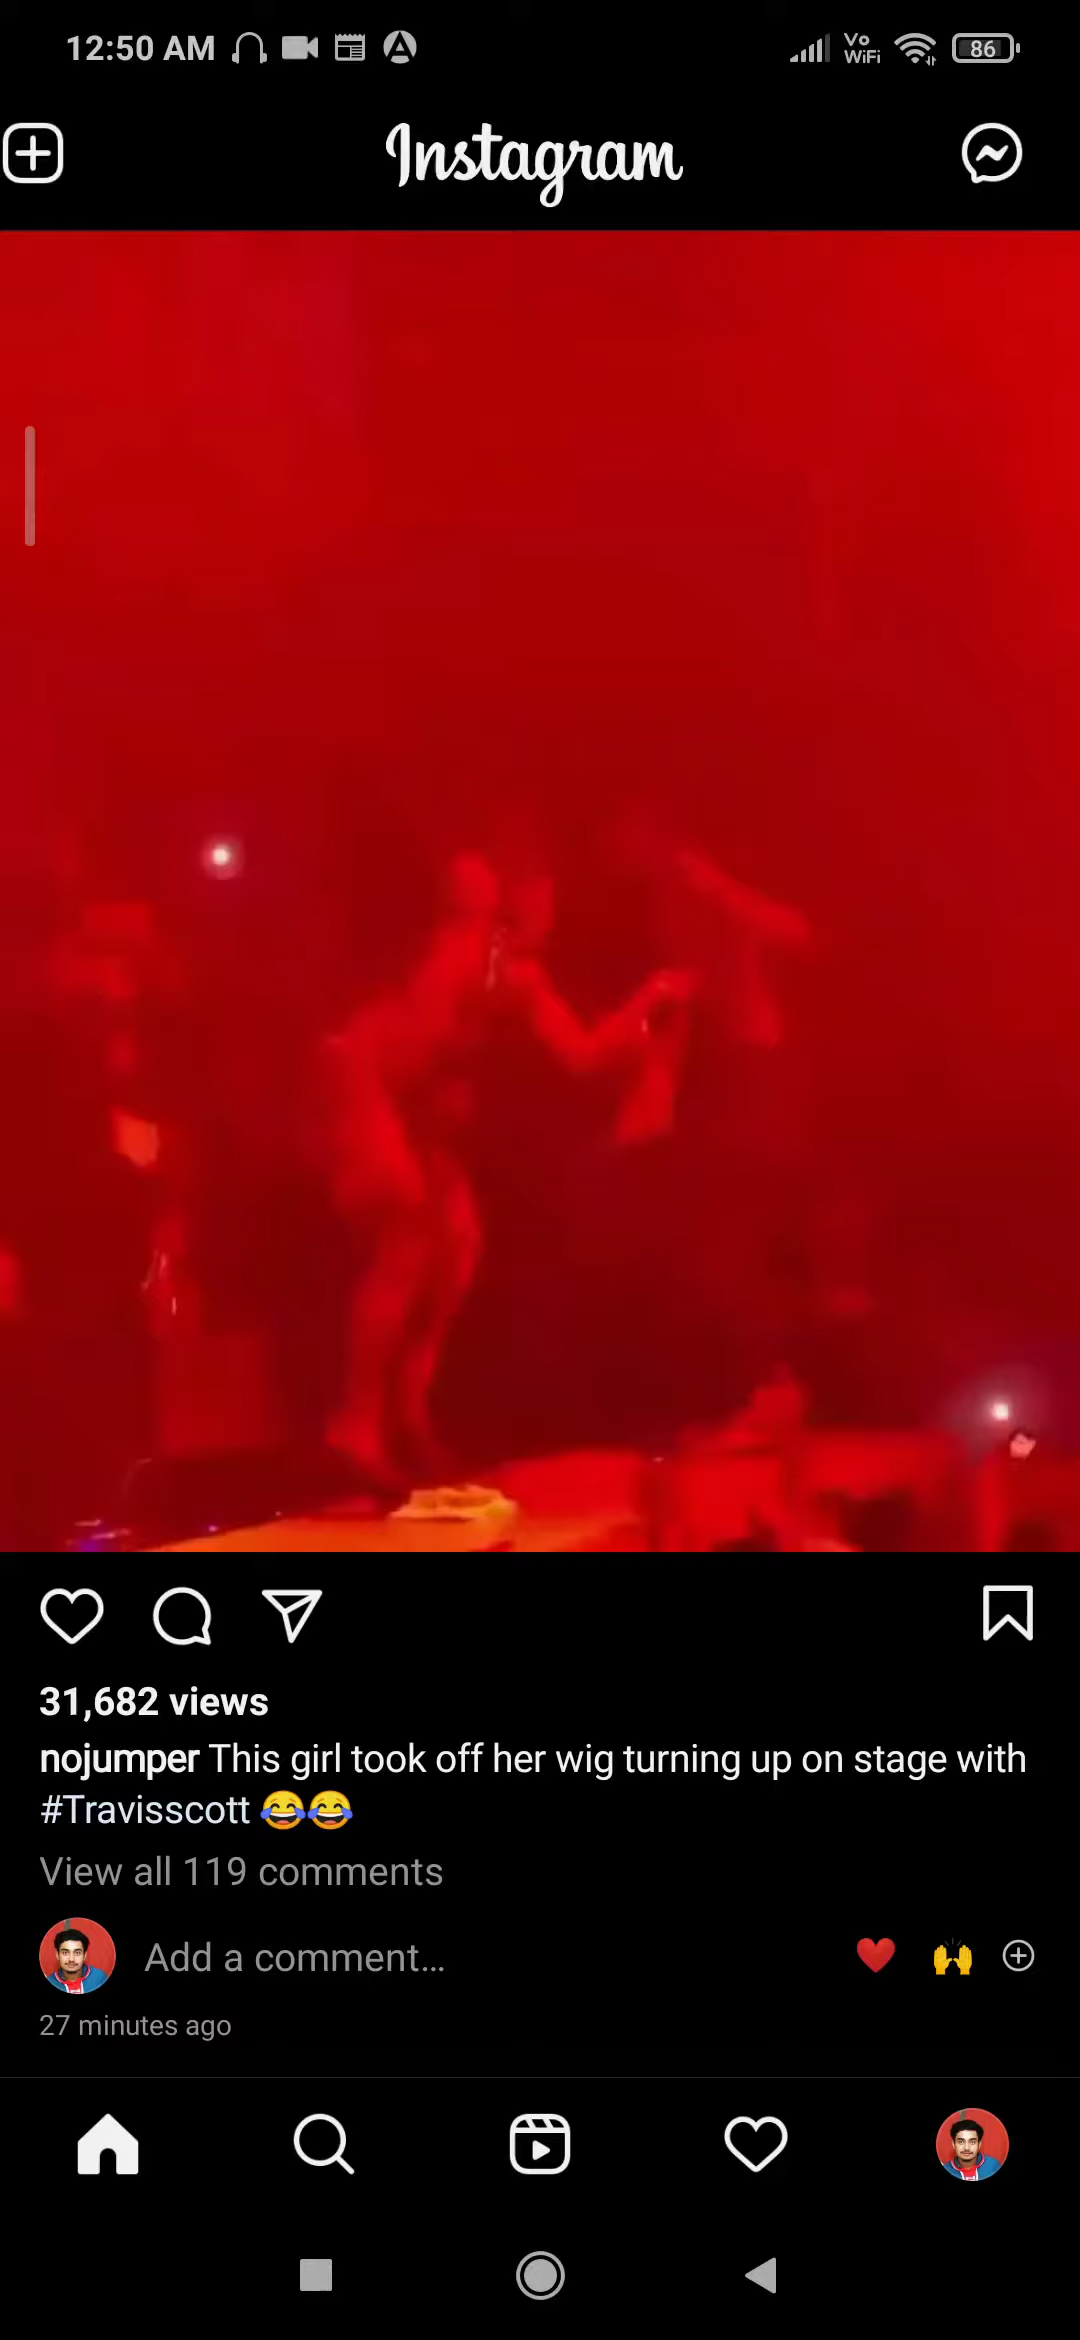 12:50 AM Vo WiFi 86
Instagram
31,682 views
nojumper This girl took off her wig turning up on stage with
#Travisscott 😂😂
View all 119 comments
Add a comment...
27 minutes ago